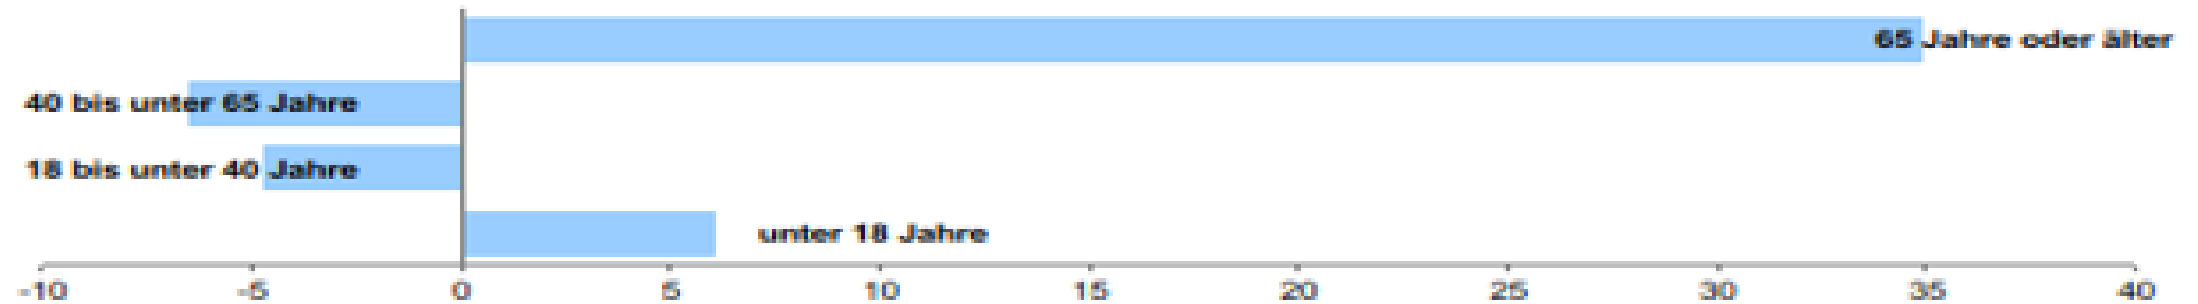 65 Jahre oder älter
40 bis unter 65 Jahre
18 bis unter 40 Jahre
unter 18 Jahre
-10 -5 0 5 10 15 20 25 30 35 40